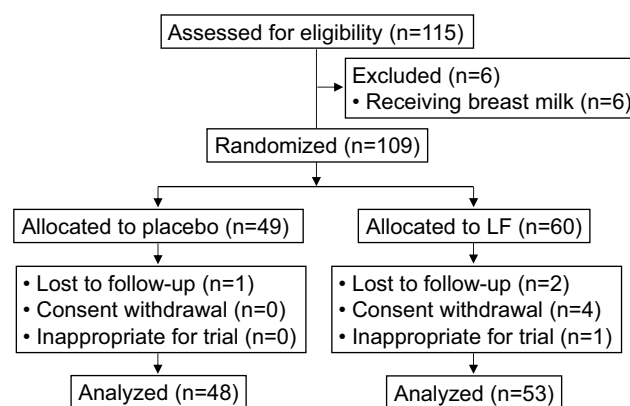 Assessed for eligibility (n=115)
Excluded (n=6)
• Receiving breast milk (n=6)
Randomized (n=109)
Allocated to placebo (n=49)
Allocated to LF (n=60)
• Lost to follow-up (n=1)
• Consent withdrawal (n=0)
• Inappropriate for trial (n=0)
• Lost to follow-up (n=2)
• Consent withdrawal (n=4)
• Inappropriate for trial (n=1)
Analyzed (n=48)
Analyzed (n=53)